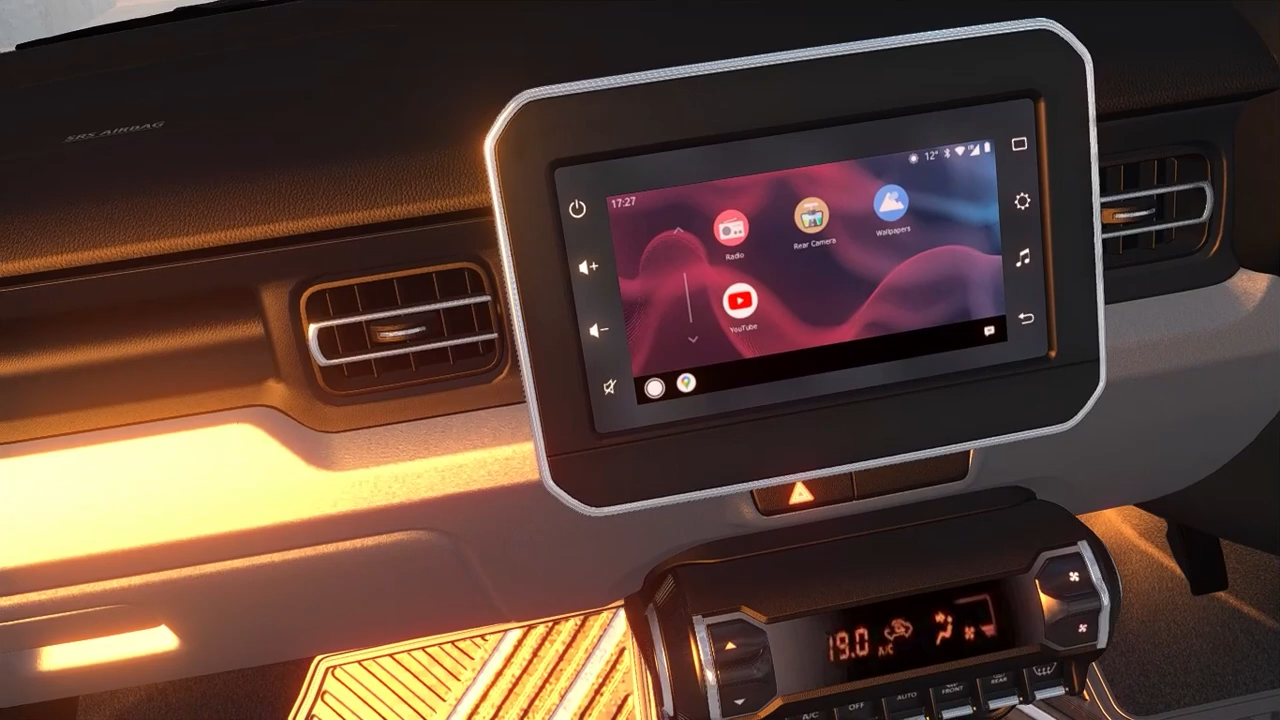 SRS AIRBAG
12°
17:27
Radio
Rear Camera
Wallpapers
YouTube
19.0
A/C
A/C
OFF
AUTO
FRONT
REAR